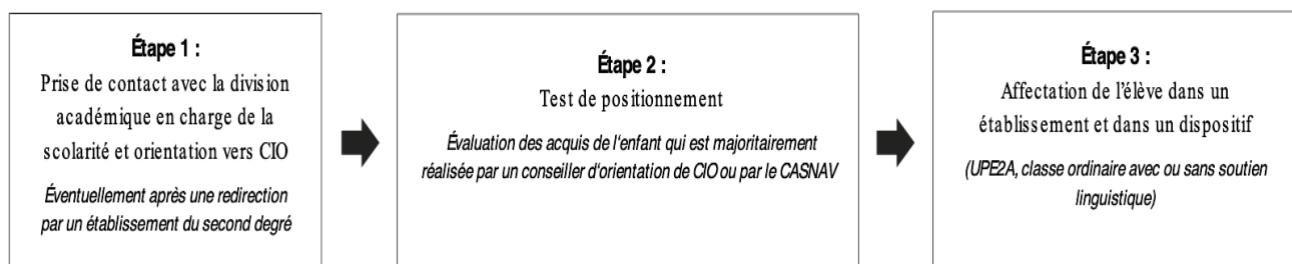 Étape 1 :
Prise de contact avec la division
académique en charge de la
scolarité et orientation vers CIO
Éventuellement après une redirection
par un établissement du second degré
Étape 2 :
Test de positionnement
Évaluation des acquis de l'enfant qui est majoritairement
réalisée par un conseiller d'orientation de CIO ou par le CASNAV
Étape 3 :
Affectation de l'élève dans un
établissement et dans un dispositif
(UPE2A, classe ordinaire avec ou sans soutien
linguistique)